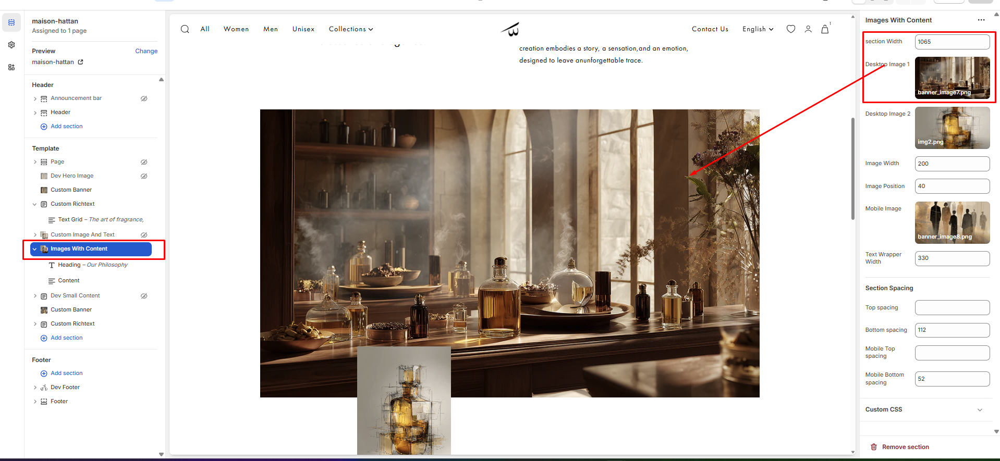 maison-hattan
Assigned to 1 page
Preview
Change
maison-hattan
Header
Announcement bar
Header
Add section
Template
Page
Dev Hero Image
Custom Banner
Custom Richtext
Text Grid – The art of fragrance,
Custom Image And Text
Images With Content
Heading – Our Philosophy
Content
Dev Small Content
Custom Banner
Custom Richtext
Add section
Footer
Add section
Dev Footer
Footer
All Women Men Unisex Collections
Contact Us English 1
creation embodies a story, a sensation,and an emotion,
designed to leave anunforgettable trace.
Images With Content
section Width 1065
Desktop Image 1
banner_image7.png
Desktop Image 2
img2.png
Image Width 200
Image Position 40
Mobile Image
banner_image8.png
Text Wrapper
Width
330
Section Spacing
Top spacing
Bottom spacing 112
Mobile Top
spacing
Mobile Bottom
spacing
52
Custom CSS
Remove section